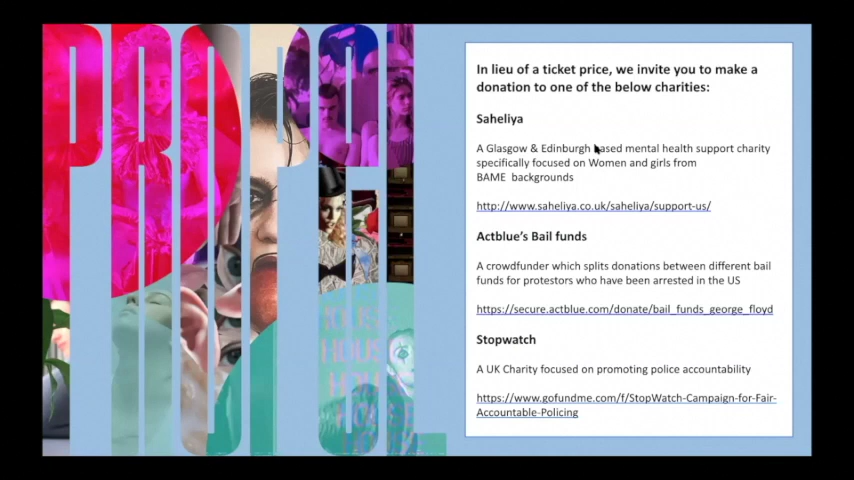 PROPEL
In lieu of a ticket price, we invite you to make a
donation to one of the below charities:
Saheliya
A Glasgow & Edinburgh based mental health support charity
specifically focused on Women and girls from
BAME backgrounds
http://www.saheliya.co.uk/saheliya/support-us/
Actblue's Bail funds
A crowdfunder which splits donations between different bail
funds for protestors who have been arrested in the US
https://secure.actblue.com/donate/bail_funds_george_floyd
Stopwatch
A UK Charity focused on promoting police accountability
https://www.gofundme.com/f/StopWatch-Campaign-for-Fair-
Accountable-Policing